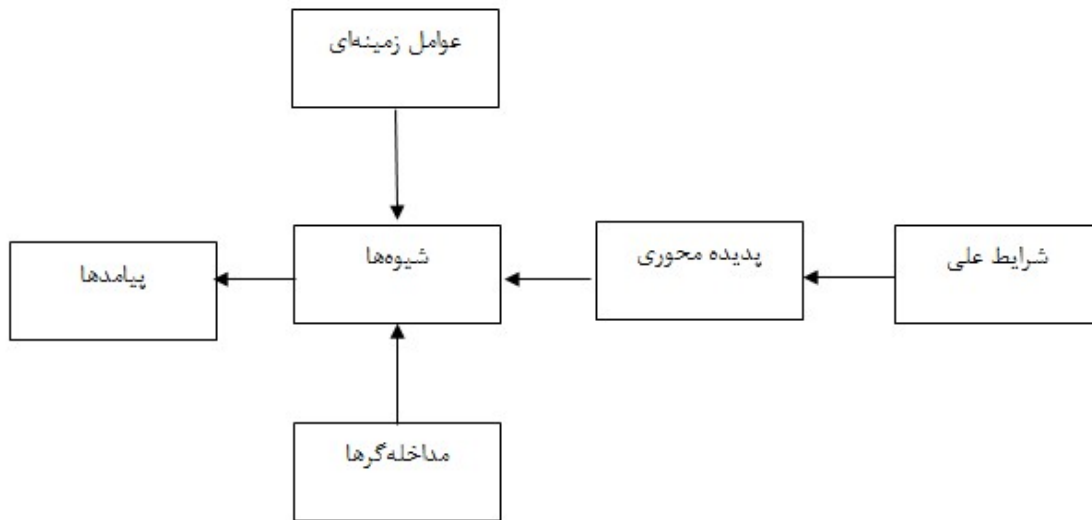 عوامل زمینه‌ای
شرایط علی
پدیده محوری
شیوه‌ها
پیامدها
مداخله‌گرها